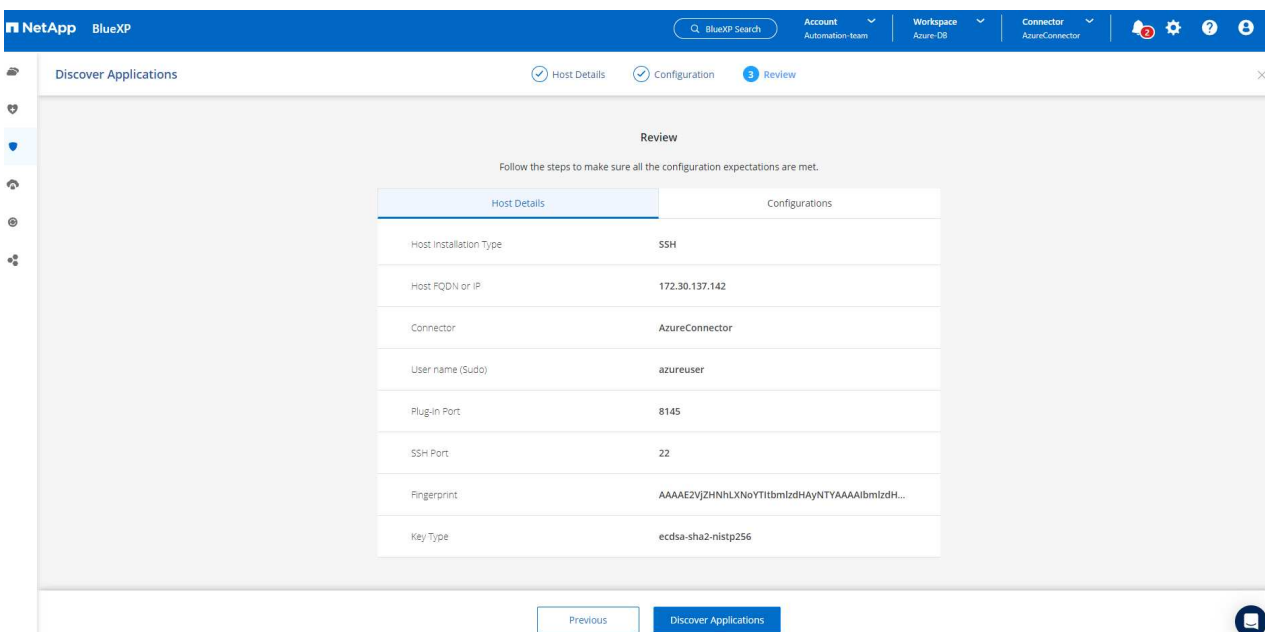 NetApp BlueXP
BlueXP Search
Account
Automation-team
Workspace
Azure-DB
Connector
AzureConnector
2
Discover Applications
Host Details
Configuration
3 Review
Review
Follow the steps to make sure all the configuration expectations are met.
Host Details Configurations
Host Installation Type SSH
Host FQDN or IP 172.30.137.142
Connector AzureConnector
User name (Sudo) azureuser
Plug-in Port 8145
SSH Port 22
Fingerprint AAAAE2VjZHNhLXNoYTItbmlzdHAyNTYAAAAIbmlzdH...
Key Type ecdsa-sha2-nistp256
Previous Discover Applications